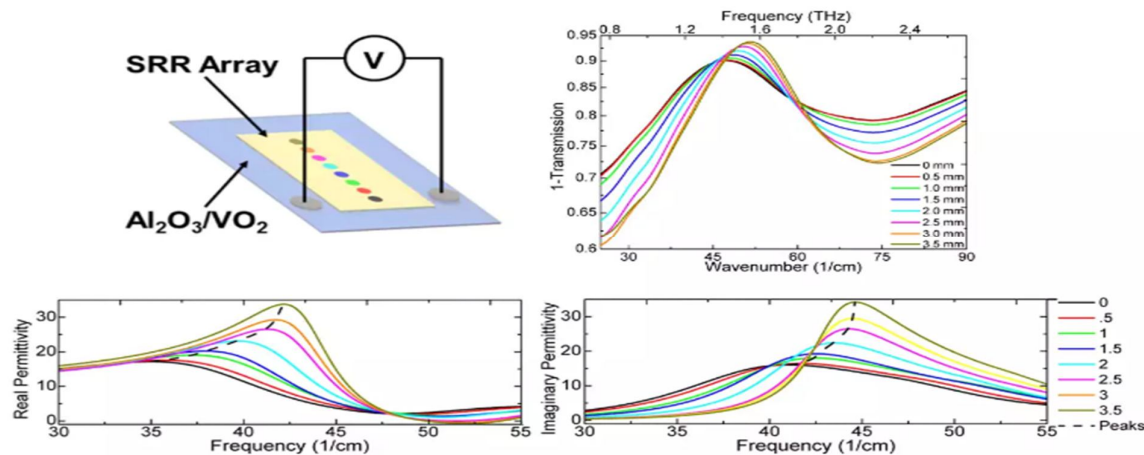 V
SRR Array
Al₂O₃/VO₂
Frequency (THz)
0.8 1.2 1.6 2.0 2.4
0.95
0.9
0.85
0.8
0.75
0.7
0.65
0.6
1-Transmission
0 mm
0.5 mm
1.0 mm
1.5 mm
2.0 mm
2.5 mm
3.0 mm
3.5 mm
30 45 60 75 90
Wavenumber (1/cm)
Real Permittivity
30
20
10
0
30 35 40 45 50 55
Frequency (1/cm)
Imaginary Permittivity
30
20
10
0
30 35 40 45 50 55
Frequency (1/cm)
0
.5
1
1.5
2
2.5
3
3.5
Peaks